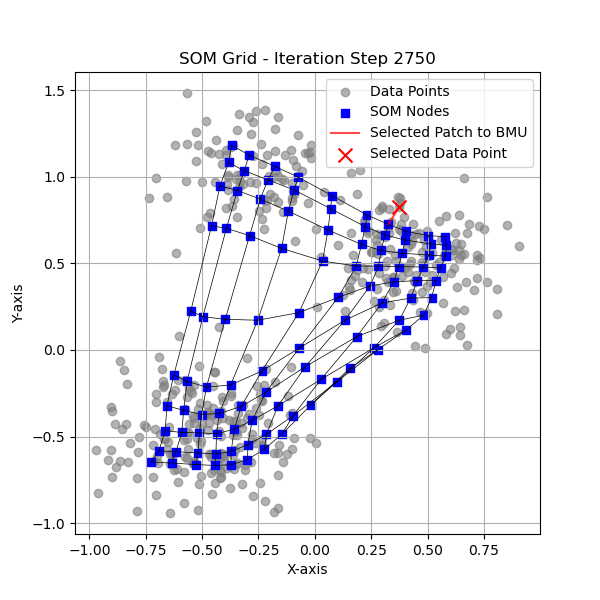 SOM Grid - Iteration Step 2750
Data Points
SOM Nodes
Selected Patch to BMU
Selected Data Point
1.5
1.0
0.5
0.0
−0.5
−1.0
Y-axis
−1.00 −0.75 −0.50 −0.25 0.00 0.25 0.50 0.75
X-axis